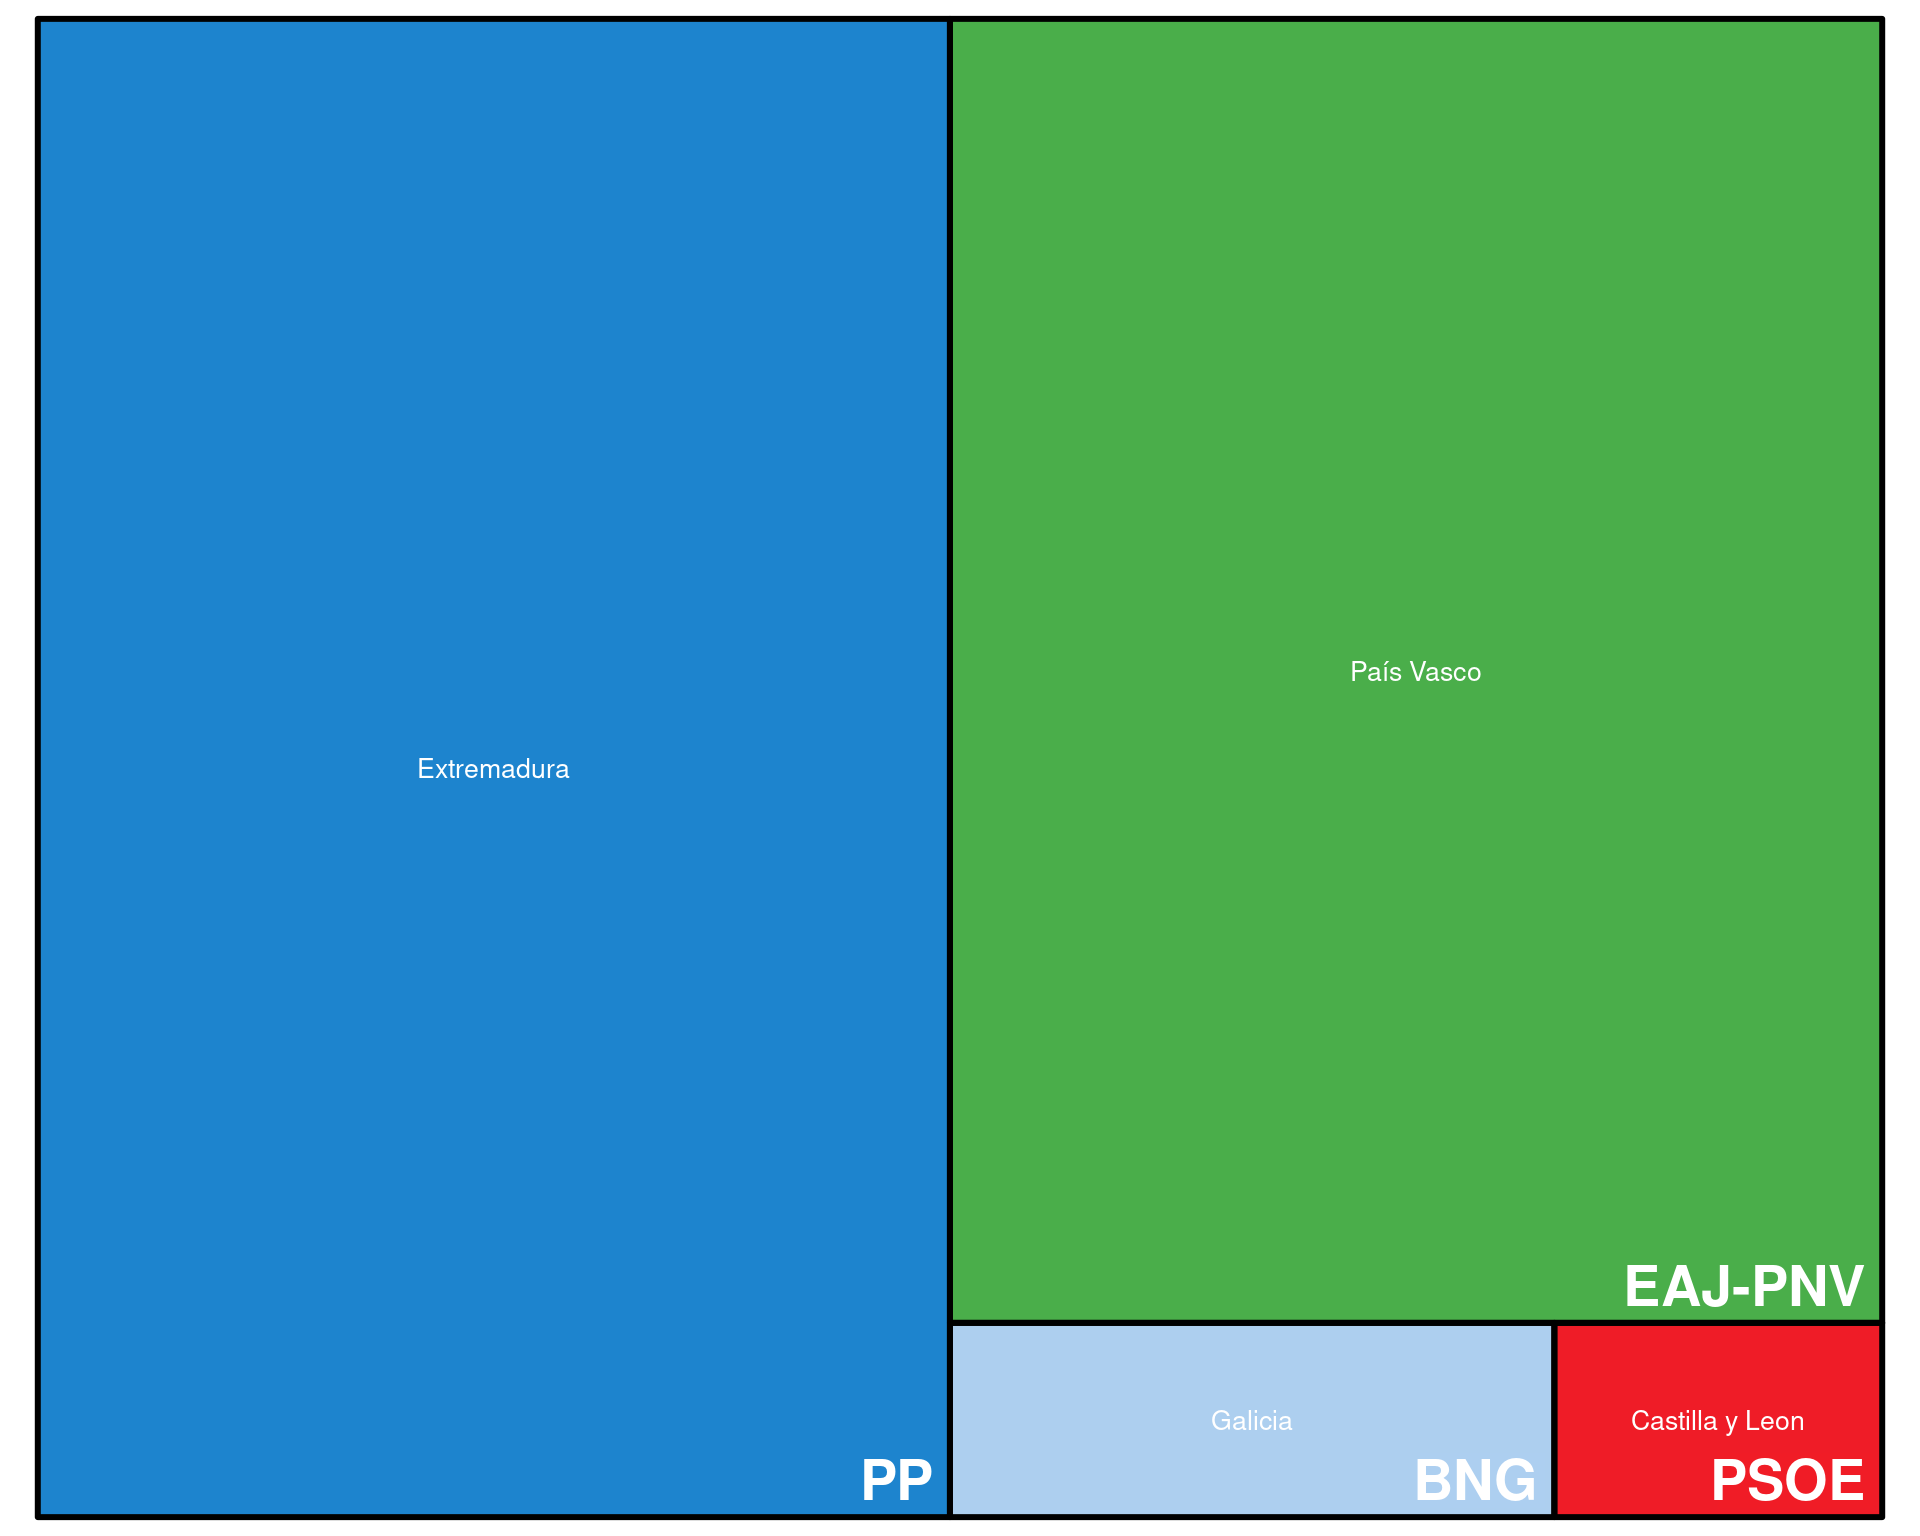 Extremadura
PP
País Vasco
EAJ-PNV
Galicia
BNG
Castilla y Leon
PSOE